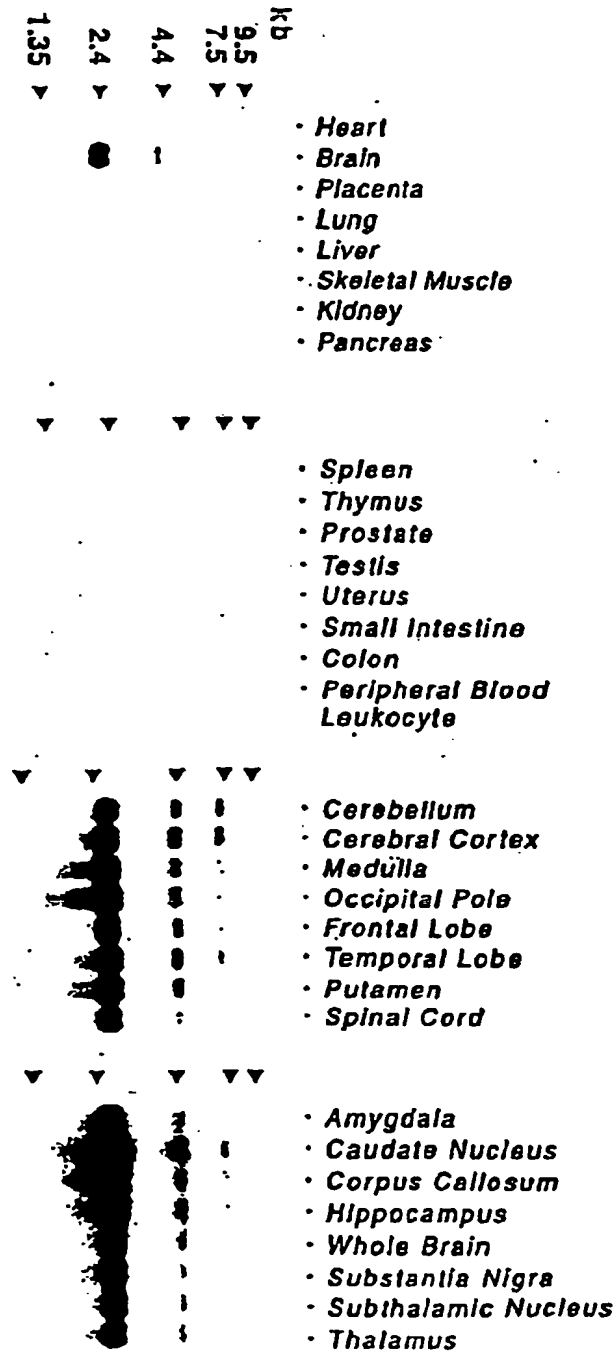 kb
9.5
7.5
4.4
2.4
1.35
· Heart
· Brain
· Placenta
· Lung
· Liver
· Skeletal Muscle
· Kidney
· Pancreas
· Spleen
· Thymus
· Prostate
· Testis
· Uterus
· Small Intestine
· Colon
· Peripheral Blood
Leukocyte
· Cerebellum
· Cerebral Cortex
· Medulla
· Occipital Pole
· Frontal Lobe
· Temporal Lobe
· Putamen
· Spinal Cord
· Amygdala
· Caudate Nucleus
· Corpus Callosum
· Hippocampus
· Whole Brain
· Substantia Nigra
· Subthalamic Nucleus
· Thalamus